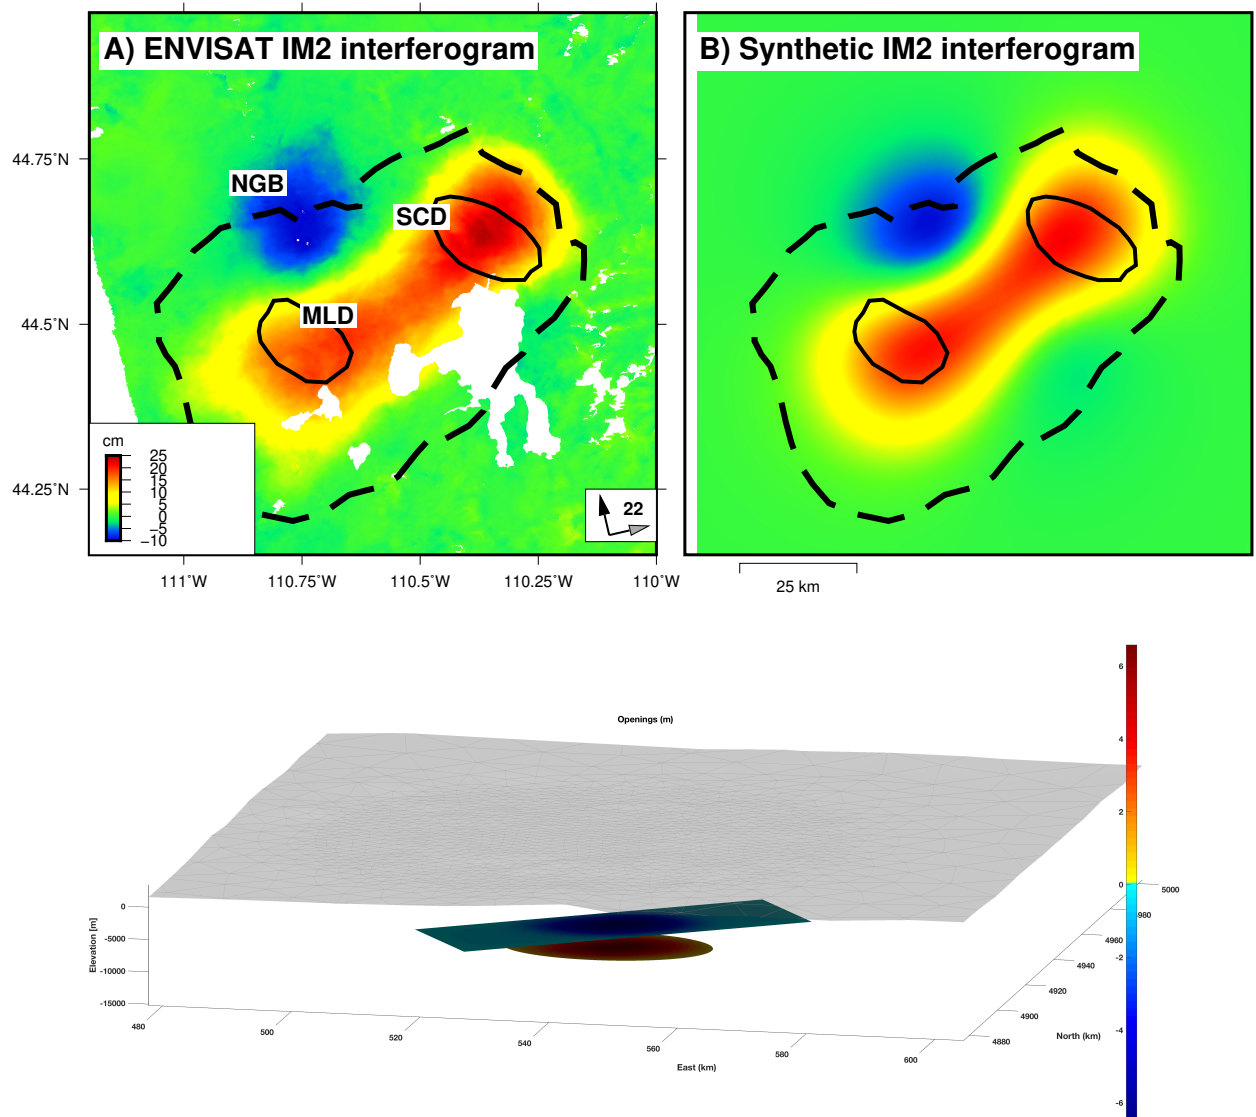 A) ENVISAT IM2 interferogram
B) Synthetic IM2 interferogram
44.75°N
44.5°N
44.25°N
NGB
SCD
MLD
cm
25
20
15
10
5
0
−5
−10
22
111°W
110.75°W
110.5°W
110.25°W
110°W
25 km
Openings (m)
6
4
2
0
-2
-4
-6
Elevation [m]
0
-5000
-10000
-15000
480
500
520
540
560
580
600
East (km)
5000
980
4960
4940
4920
4900
4880
North (km)